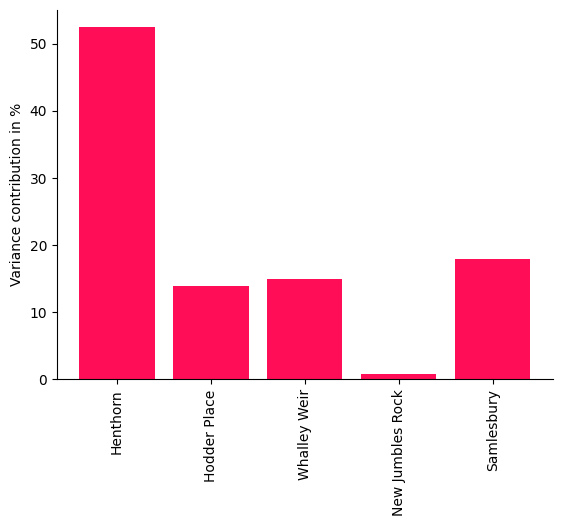 Variance contribution in %
50
40
30
20
10
0
Henthorn
Hodder Place
Whalley Weir
New Jumbles Rock
Samlesbury